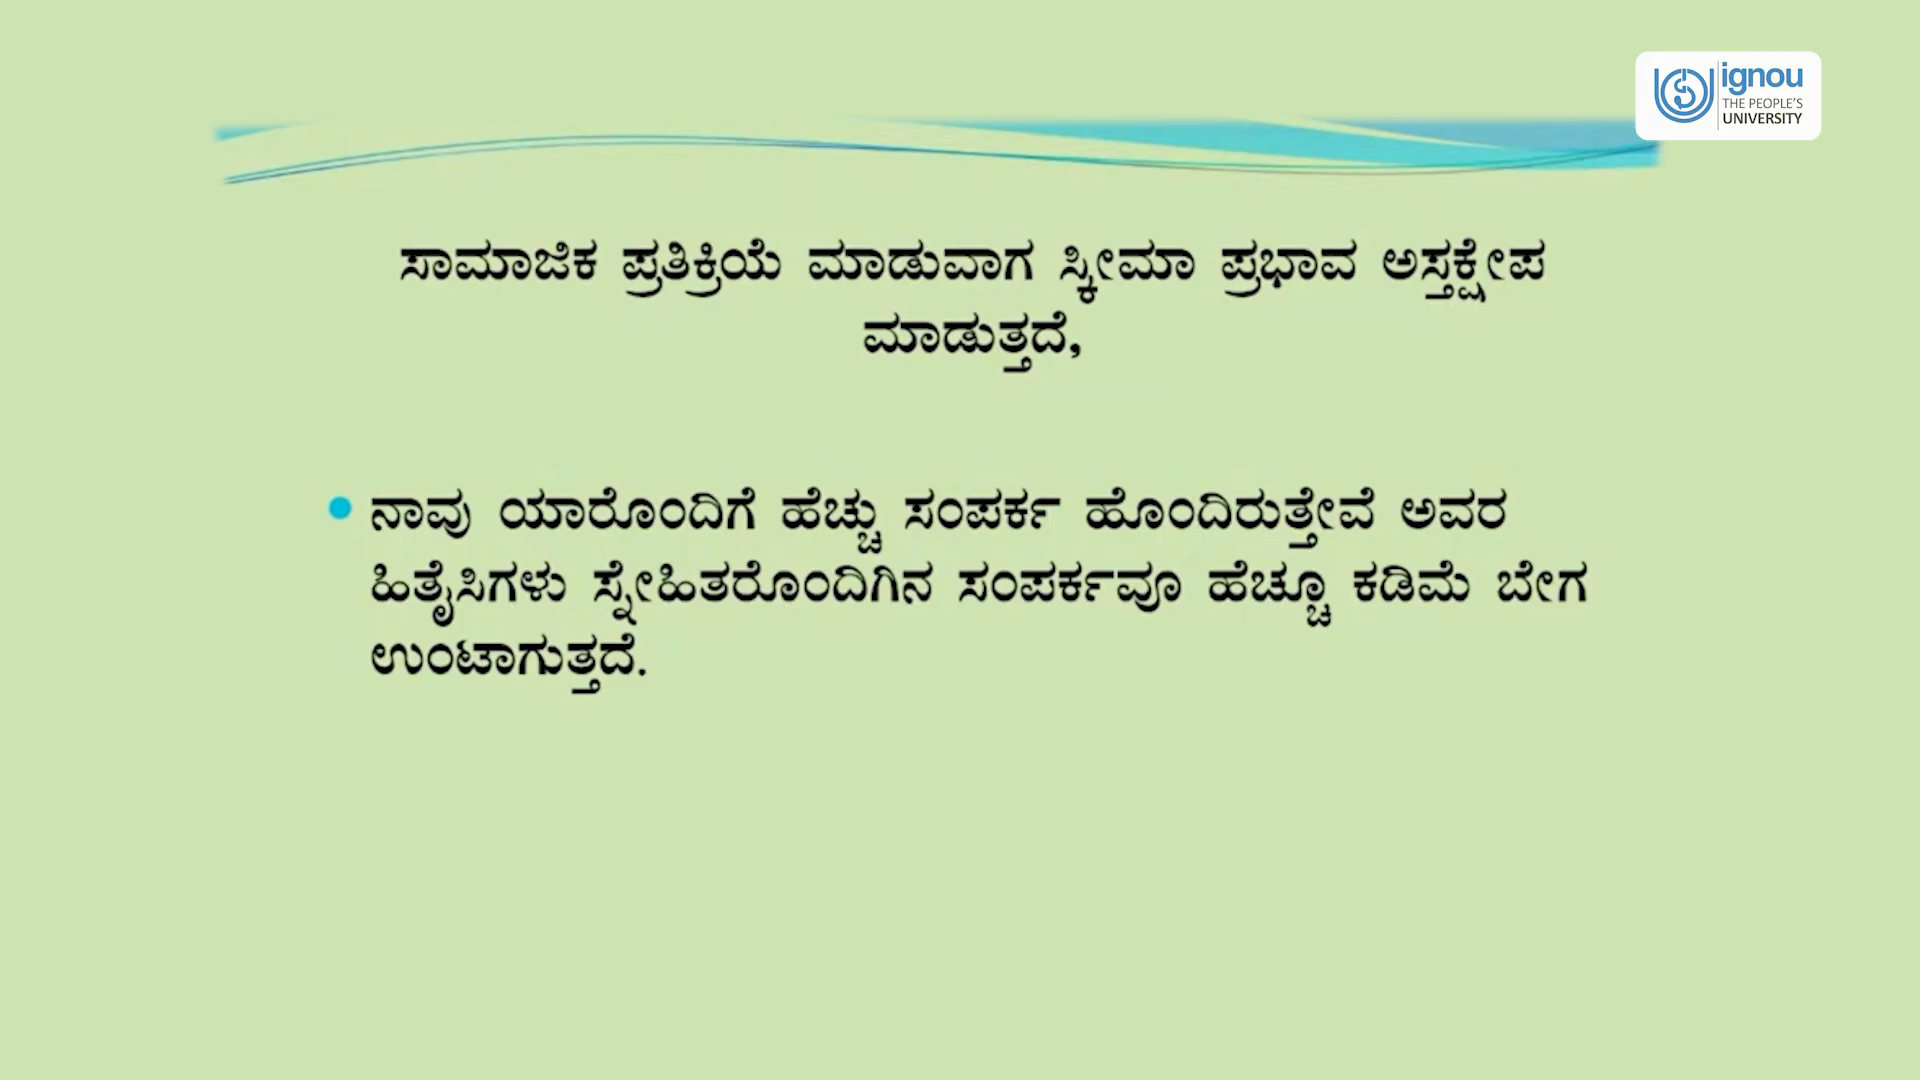 ignou
THE PEOPLE'S
UNIVERSITY
ಸಾಮಾಜಿಕ ಪ್ರತಿಕ್ರಿಯೆ ಮಾಡುವಾಗ ಸ್ಕೀಮಾ ಪ್ರಭಾವ ಅಸ್ತಕ್ಷೇಪ
ಮಾಡುತ್ತದೆ,
• ನಾವು ಯಾರೊಂದಿಗೆ ಹೆಚ್ಚು ಸಂಪರ್ಕ ಹೊಂದಿರುತ್ತೇವೆ ಅವರ
ಹಿತೈಸಿಗಳು ಸ್ನೇಹಿತರೊಂದಿಗಿನ ಸಂಪರ್ಕವೂ ಹೆಚ್ಚೂ ಕಡಿಮೆ ಬೇಗ
ಉಂಟಾಗುತ್ತದೆ.